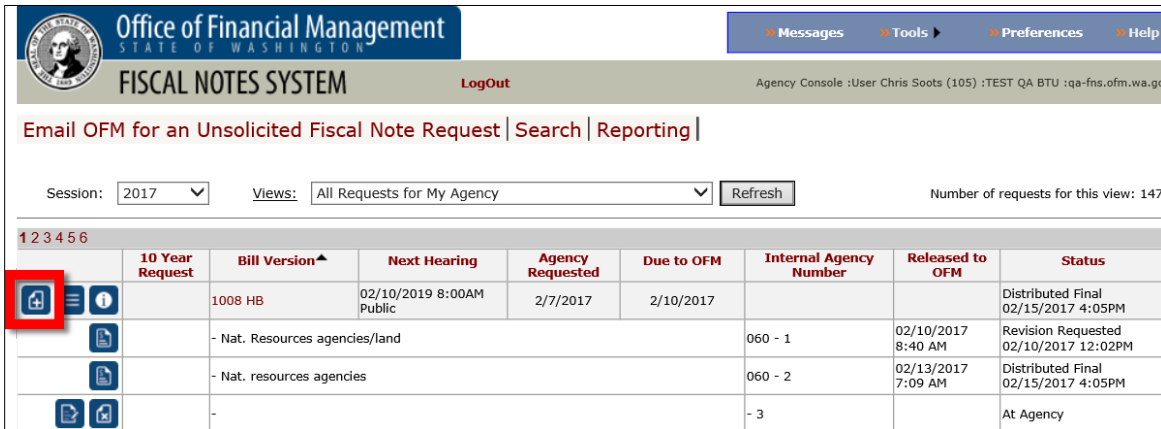 Office of Financial Management
STATE OF WASHINGTON
»Messages »Tools »Preferences »Help
FISCAL NOTES SYSTEM LogOut Agency Console :User Chris Soots (105) :TEST QA BTU :qa-fns.ofm.wa.go
Email OFM for an Unsolicited Fiscal Note Request | Search | Reporting |
Session: 2017 Views: All Requests for My Agency Refresh Number of requests for this view: 147
1 2 3 4 5 6
10 Year Request Bill Version Next Hearing Agency Requested Due to OFM Internal Agency Number Released to OFM Status
1008 HB 02/10/2019 8:00AM Public 2/7/2017 2/10/2017 Distributed Final 02/15/2017 4:05PM
- Nat. Resources agencies/land 060 - 1 02/10/2017 8:40 AM Revision Requested 02/10/2017 12:02PM
- Nat. resources agencies 060 - 2 02/13/2017 7:09 AM Distributed Final 02/15/2017 4:05PM
- - 3 At Agency